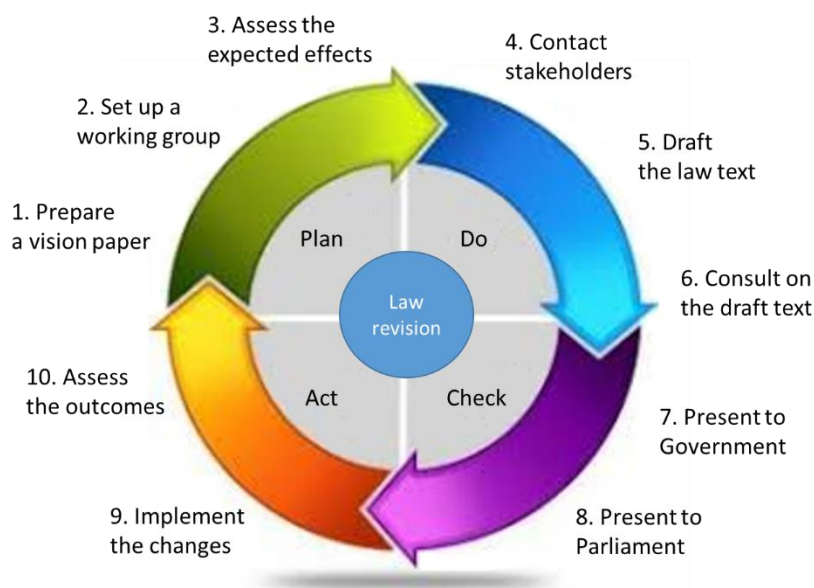 3. Assess the
expected effects
4. Contact
stakeholders
2. Set up a
working group
5. Draft
the law text
1. Prepare
a vision paper
Plan
Do
6. Consult on
the draft text
Law
revision
10. Assess
the outcomes
Act
Check
7. Present to
Government
9. Implement
the changes
8. Present to
Parliament